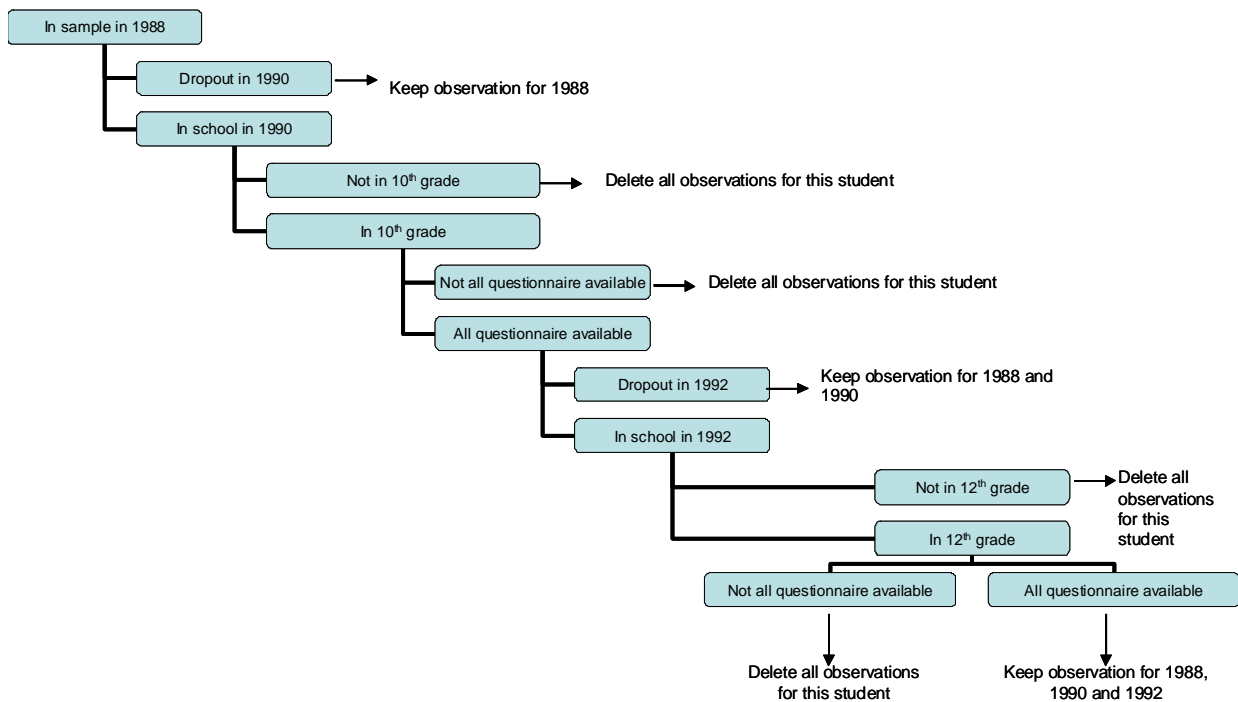 In sample in 1988
Dropout in 1990
Keep observation for 1988
In school in 1990
Not in 10th grade
Delete all observations for this student
In 10th grade
Not all questionnaire available
Delete all observations for this student
All questionnaire available
Dropout in 1992
Keep observation for 1988 and
1990
In school in 1992
Not in 12th grade
Delete all
observations
for this
student
In 12th grade
Not all questionnaire available
All questionnaire available
Delete all observations
for this student
Keep observation for 1988,
1990 and 1992